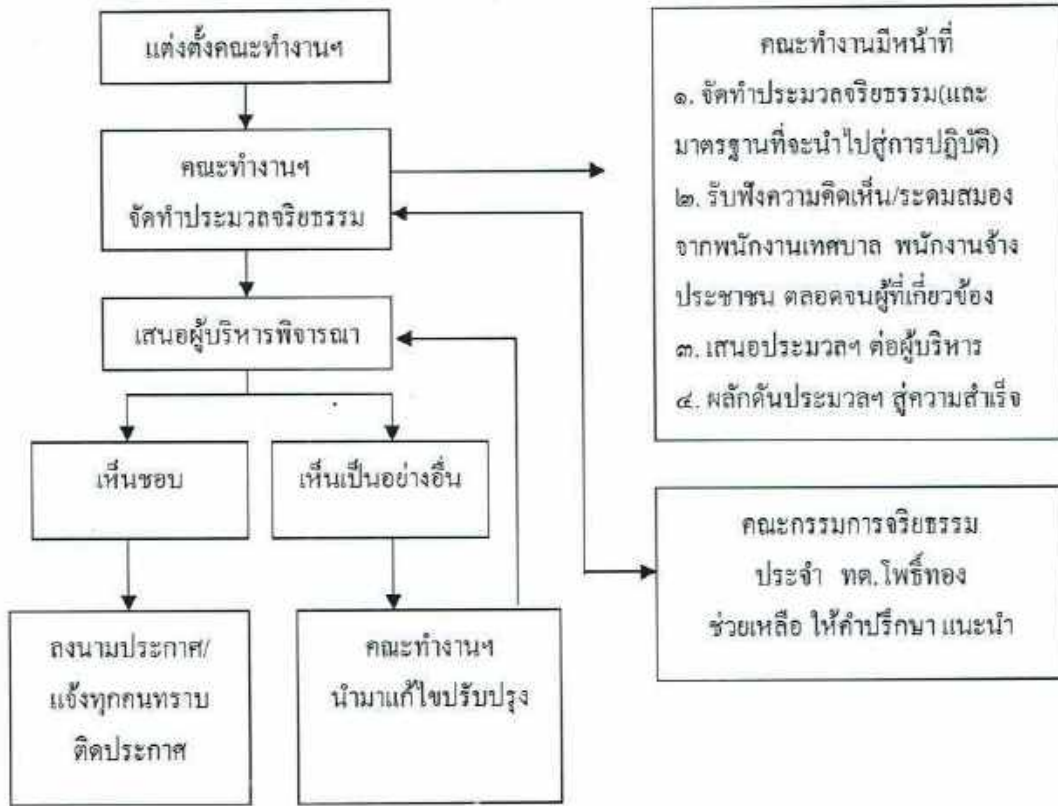 แต่งตั้งคณะทำงานฯ
คณะทำงานฯ
จัดทำประมวลจริยธรรม
เสนอผู้บริหารพิจารณา
เห็นชอบ
เห็นเป็นอย่างอื่น
ลงนามประกาศ/
แจ้งทุกคนทราบ
ติดประกาศ
คณะทำงานฯ
นำมาแก้ไขปรับปรุง
คณะทำงานมีหน้าที่
๑. จัดทำประมวลจริยธรรม(และ
มาตรฐานที่จะนำไปสู่การปฏิบัติ)
๒. รับฟังความคิดเห็น/ระดมสมอง
จากพนักงานเทศบาล พนักงานจ้าง
ประชาชน ตลอดจนผู้ที่เกี่ยวข้อง
๓. เสนอประมวลฯ ต่อผู้บริหาร
๔. ผลักดันประมวลฯ สู่ความสำเร็จ
คณะกรรมการจริยธรรม
ประจำ ทต.โพธิ์ทอง
ช่วยเหลือ ให้คำปรึกษา แนะนำ